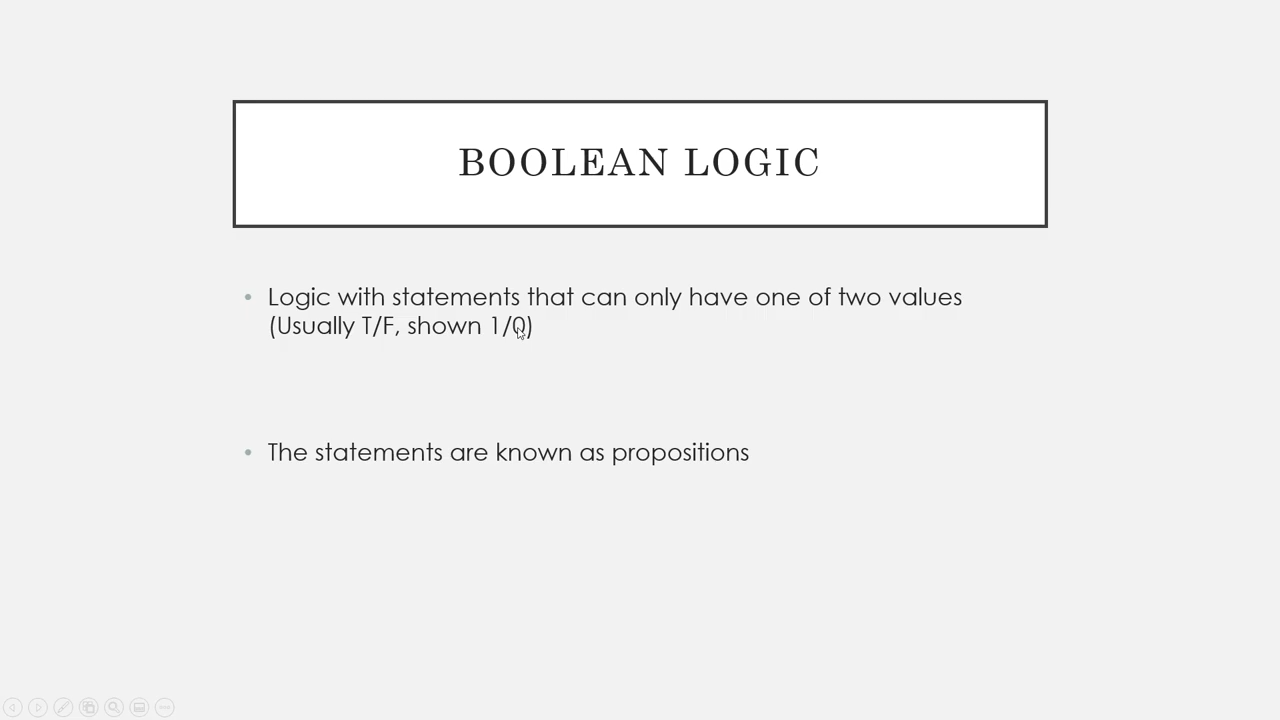 BOOLEAN LOGIC
• Logic with statements that can only have one of two values
(Usually T/F, shown 1/0)
• The statements are known as propositions